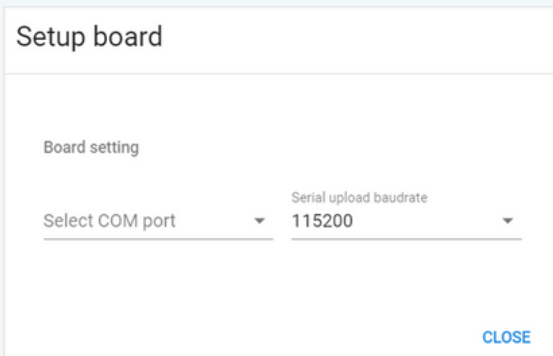 Setup board
Board setting
Serial upload baudrate
Select COM port
115200
CLOSE